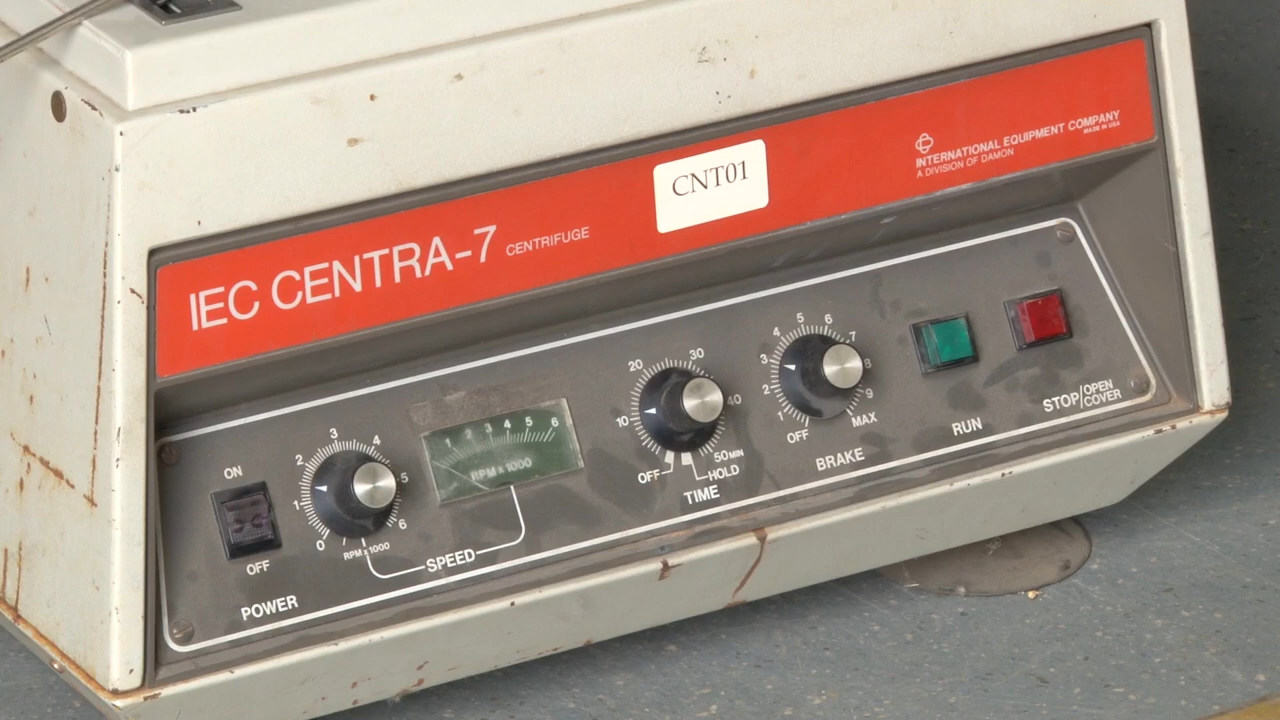 INTERNATIONAL EQUIPMENT COMPANY
MADE IN USA
A DIVISION OF DAMON
CNT01
IEC CENTRA-7 CENTRIFUGE
ON
OFF
POWER
0 1 2 3 4 5 6
RPM x 1000
SPEED
1 2 3 4 5 6
RPM x 1000
OFF 10 20 30 40 50 MIN
HOLD
TIME
OFF 1 2 3 4 5 6 7 8 9 MAX
BRAKE
RUN
STOP/OPEN
COVER